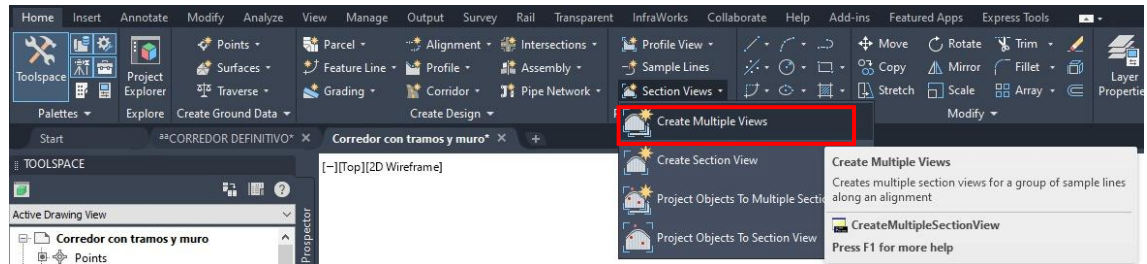 Home Insert Annotate Modify Analyze View Manage Output Survey Rail Transparent InfraWorks Collaborate Help Add-ins Featured Apps Express Tools
Toolspace
Project Explorer
Points
Surfaces
Traverse
Parcel
Feature Line
Grading
Alignment
Profile
Corridor
Intersections
Assembly
Pipe Network
Profile View
Sample Lines
Section Views
Move
Copy
Stretch
Rotate
Mirror
Scale
Trim
Fillet
Array
Layer
Palettes Explore Create Ground Data Create Design Modify
Start ªªCORREDOR DEFINITIVO* Corredor con tramos y muro*
TOOLSPACE
Active Drawing View
Corredor con tramos y muro
Points
Prospector
[−][Top][2D Wireframe]
Create Multiple Views
Create Section View
Project Objects To Multiple Secti
Project Objects To Section View
Create Multiple Views
Creates multiple section views for a group of sample lines
along an alignment
CreateMultipleSectionView
Press F1 for more help